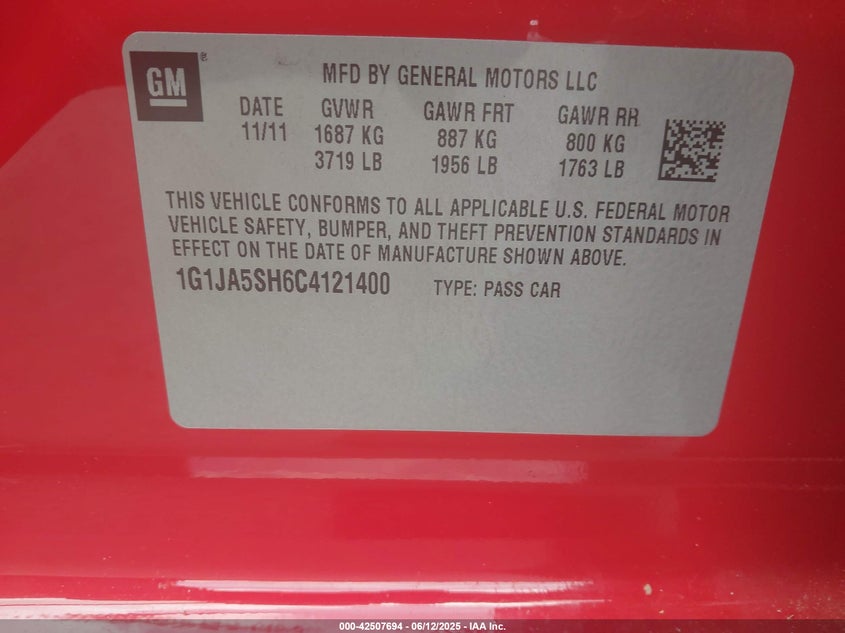 GM ®
MFD BY GENERAL MOTORS LLC
DATE GVWR GAWR FRT GAWR RR
11/11 1687 KG 887 KG 800 KG
3719 LB 1956 LB 1763 LB
THIS VEHICLE CONFORMS TO ALL APPLICABLE U.S. FEDERAL MOTOR
VEHICLE SAFETY, BUMPER, AND THEFT PREVENTION STANDARDS IN
EFFECT ON THE DATE OF MANUFACTURE SHOWN ABOVE.
1G1JA5SH6C4121400 TYPE: PASS CAR
000-42507694 - 06/12/2025 - IAA Inc.